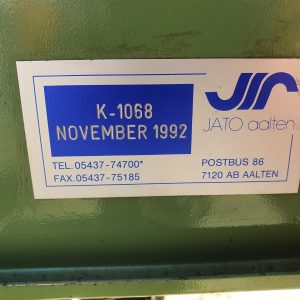 K-1068
NOVEMBER 1992
JATO aalten
TEL. 05437-74700*
FAX. 05437-75185
POSTBUS 86
7120 AB AALTEN